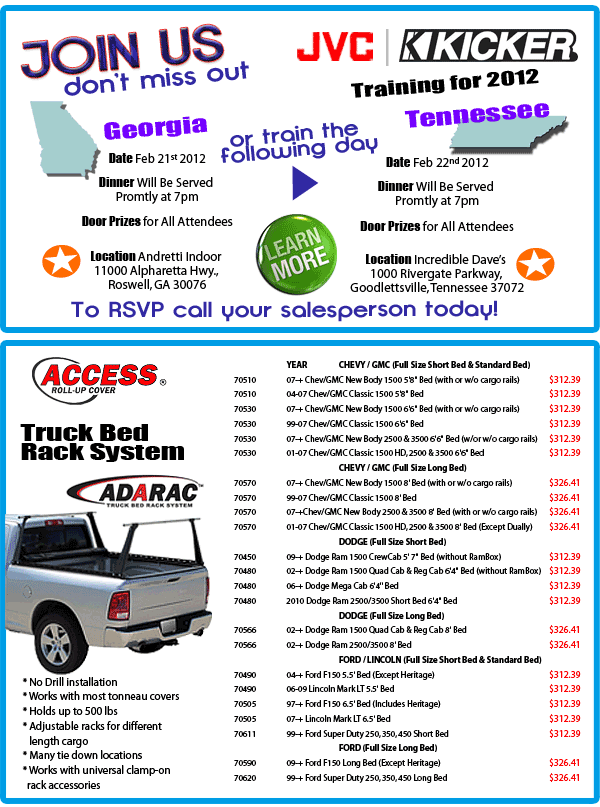 JOIN US
don't miss out
JVC
KICKER
Training for 2012
Georgia
Date Feb 21st 2012
Dinner Will Be Served
Promtly at 7pm
Door Prizes for All Attendees
Location Andretti Indoor
11000 Alpharetta Hwy.,
Roswell, GA 30076
or train the
following day
LEARN
MORE
Tennessee
Date Feb 22nd 2012
Dinner Will Be Served
Promtly at 7pm
Door Prizes for All Attendees
Location Incredible Dave's
1000 Rivergate Parkway,
Goodlettsville, Tennessee 37072
To RSVP call your salesperson today!
ACCESS®
ROLL-UP COVER
Truck Bed
Rack System
ADARAC™
TRUCK BED RACK SYSTEM
* No Drill installation
* Works with most tonneau covers
* Holds up to 500 lbs
* Adjustable racks for different
length cargo
* Many tie down locations
* Works with universal clamp-on
rack accessories
YEAR CHEVY / GMC (Full Size Short Bed & Standard Bed)
70510 07-+ Chev/GMC New Body 1500 5'8" Bed (with or w/o cargo rails) $312.39
70510 04-07 Chev/GMC Classic 1500 5'8" Bed $312.39
70530 07-+ Chev/GMC New Body 1500 6'6" Bed (with or w/o cargo rails) $312.39
70530 99-07 Chev/GMC Classic 1500 6'6" Bed $312.39
70530 07-+ Chev/GMC New Body 2500 & 3500 6'6" Bed (w/or w/o cargo rails) $312.39
70530 01-07 Chev/GMC Classic 1500 HD, 2500 & 3500 6'6" Bed $312.39
CHEVY / GMC (Full Size Long Bed)
70570 07-+ Chev/GMC New Body 1500 8' Bed (with or w/o cargo rails) $326.41
70570 99-07 Chev/GMC Classic 1500 8' Bed $326.41
70570 07-+Chev/GMC New Body 2500 & 3500 8' Bed (with or w/o cargo rails) $326.41
70570 01-07 Chev/GMC Classic 1500 HD, 2500 & 3500 8' Bed (Except Dually) $326.41
DODGE (Full Size Short Bed)
70450 09-+ Dodge Ram 1500 CrewCab 5' 7" Bed (without RamBox) $312.39
70480 02-+ Dodge Ram 1500 Quad Cab & Reg Cab 6'4" Bed (without RamBox) $312.39
70480 06-+ Dodge Mega Cab 6'4" Bed $312.39
70480 2010 Dodge Ram 2500/3500 Short Bed 6'4" Bed $312.39
DODGE (Full Size Long Bed)
70566 02-+ Dodge Ram 1500 Quad Cab & Reg Cab 8' Bed $326.41
70566 02-+ Dodge Ram 2500/3500 8' Bed $326.41
FORD / LINCOLN (Full Size Short Bed & Standard Bed)
70490 04-+ Ford F150 5.5' Bed (Except Heritage) $312.39
70490 06-09 Lincoln Mark LT 5.5' Bed $312.39
70505 97-+ Ford F150 6.5' Bed (Includes Heritage) $312.39
70505 07-+ Lincoln Mark LT 6.5' Bed $312.39
70611 99-+ Ford Super Duty 250, 350, 450 Short Bed $312.39
FORD (Full Size Long Bed)
70590 09-+ Ford F150 Long Bed (Except Heritage) $326.41
70620 99-+ Ford Super Duty 250, 350, 450 Long Bed $326.41